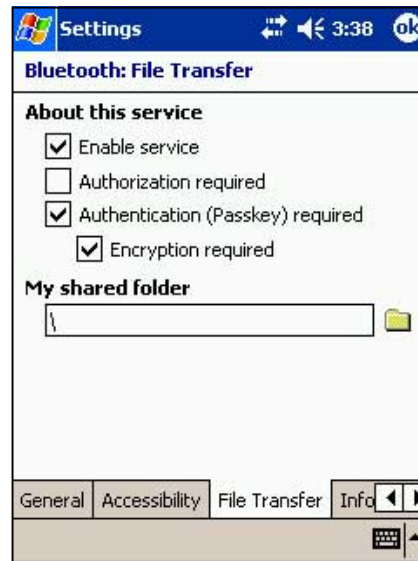 Settings 3:38 ok
Bluetooth: File Transfer
About this service
Enable service
Authorization required
Authentication (Passkey) required
Encryption required
My shared folder
\
General Accessibility File Transfer Info